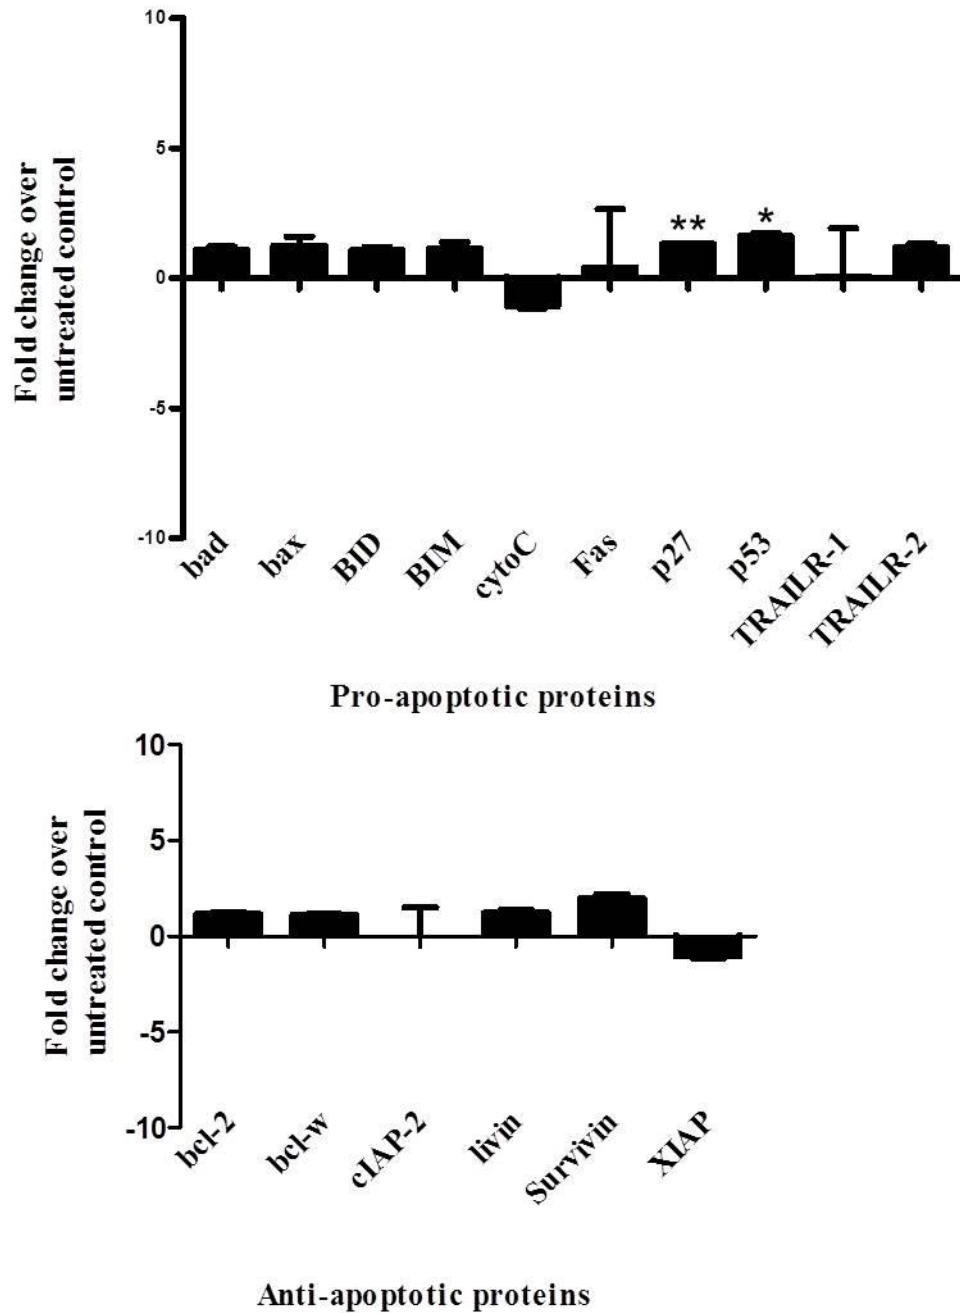 10
5
0
-5
-10
Fold change over
untreated control
**
*
bad
bax
BID
BIM
cytoC
Fas
p27
p53
TRAILR-1
TRAILR-2
Pro-apoptotic proteins
10
5
0
-5
-10
Fold change over
untreated control
bcl-2
bcl-w
cIAP-2
livin
Survivin
XIAP
Anti-apoptotic proteins